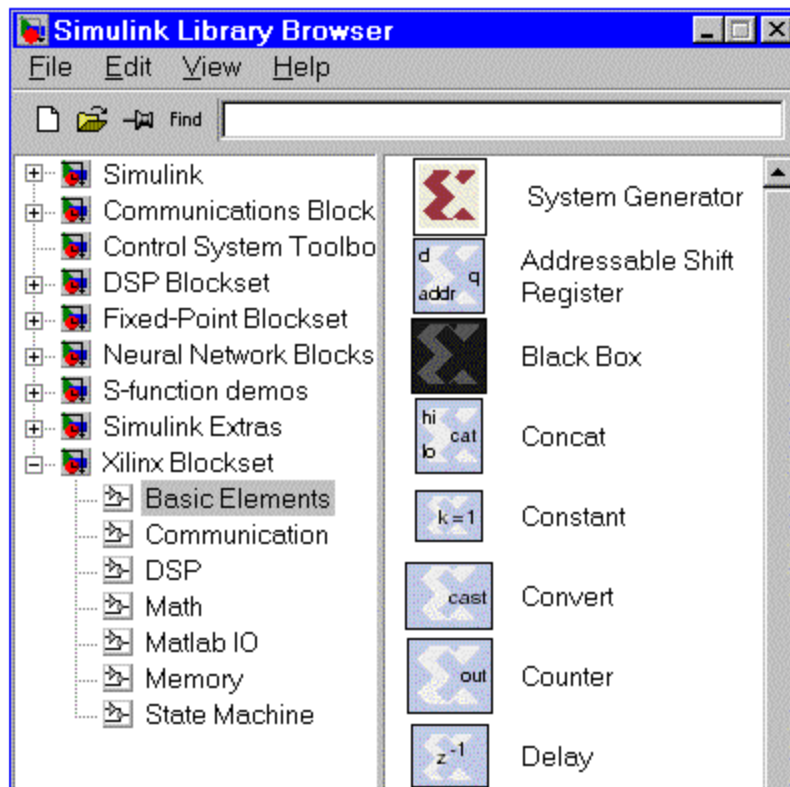 Simulink Library Browser
File Edit View Help
Find
Simulink
Communications Block
Control System Toolbo
DSP Blockset
Fixed-Point Blockset
Neural Network Blocks
S-function demos
Simulink Extras
Xilinx Blockset
Basic Elements
Communication
DSP
Math
Matlab IO
Memory
State Machine
System Generator
d
q
addr
Addressable Shift
Register
Black Box
hi
cat
lo
Concat
k=1
Constant
cast
Convert
out
Counter
z-1
Delay